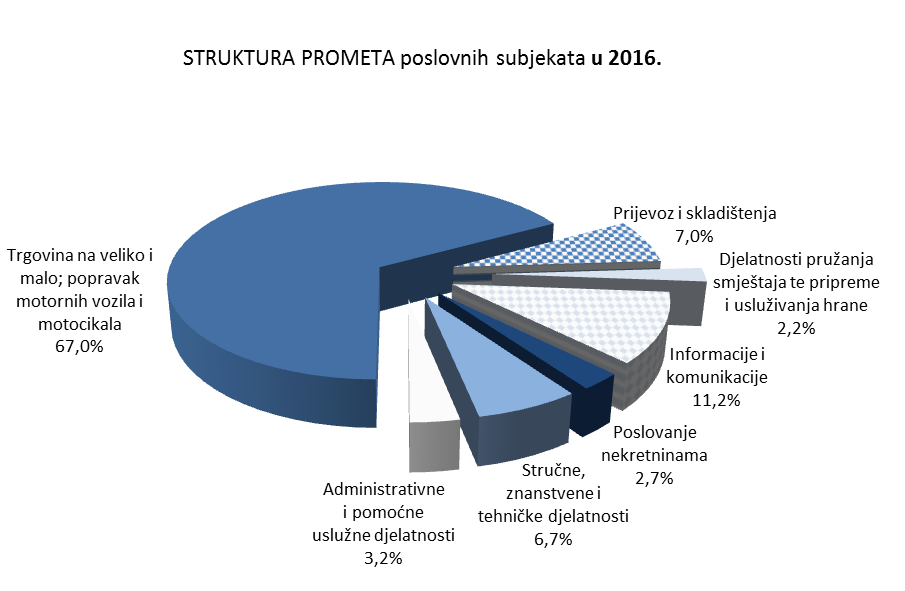 STRUKTURA PROMETA poslovnih subjekata u 2016.
Trgovina na veliko i
malo; popravak
motornih vozila i
motocikala
67,0%
Prijevoz i skladištenja
7,0%
Djelatnosti pružanja
smještaja te pripreme
i usluživanja hrane
2,2%
Informacije i
komunikacije
11,2%
Poslovanje
nekretninama
2,7%
Stručne,
znanstvene i
tehničke djelatnosti
6,7%
Administrativne
i pomoćne
uslužne djelatnosti
3,2%